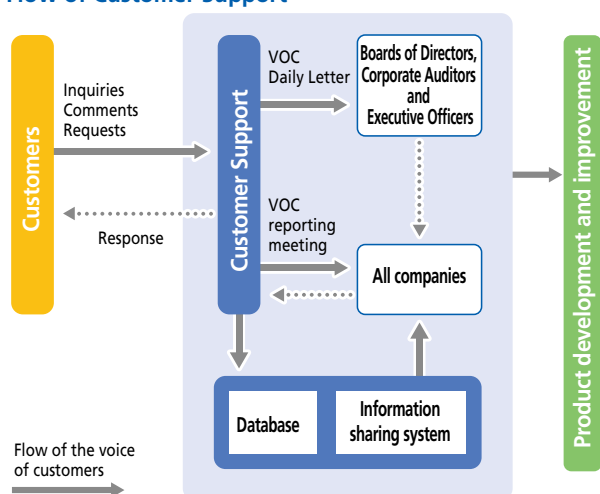 Flow of Customer Support
Customers
Inquiries
Comments
Requests
Response
Customer Support
VOC
Daily Letter
Boards of Directors,
Corporate Auditors
and
Executive Officers
VOC
reporting
meeting
All companies
Database
Information
sharing system
Product development and improvement
Flow of the voice
of customers